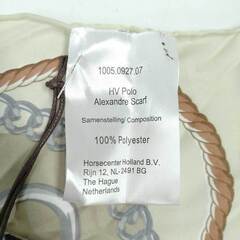 1005.0927.07
HV Polo
Alexandre Scarf
Samenstelling/ Composition
100% Polyester
Horsecenter Holland B.V.
Rijn 12, NL-2491 BG
The Hague
Netherlands